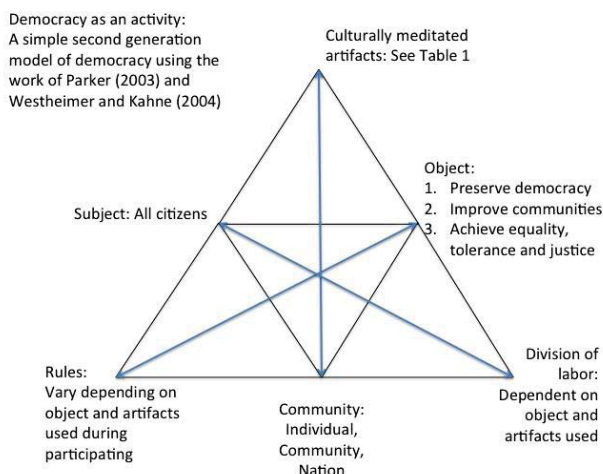 Democracy as an activity:
A simple second generation
model of democracy using the
work of Parker (2003) and
Westheimer and Kahne (2004)
Culturally meditated
artifacts: See Table 1
Object:
1. Preserve democracy
2. Improve communities
3. Achieve equality,
tolerance and justice
Subject: All citizens
Rules:
Vary depending on
object and artifacts
used during
participating
Community:
Individual,
Community,
Nation
Division of
labor:
Dependent on
object and
artifacts used